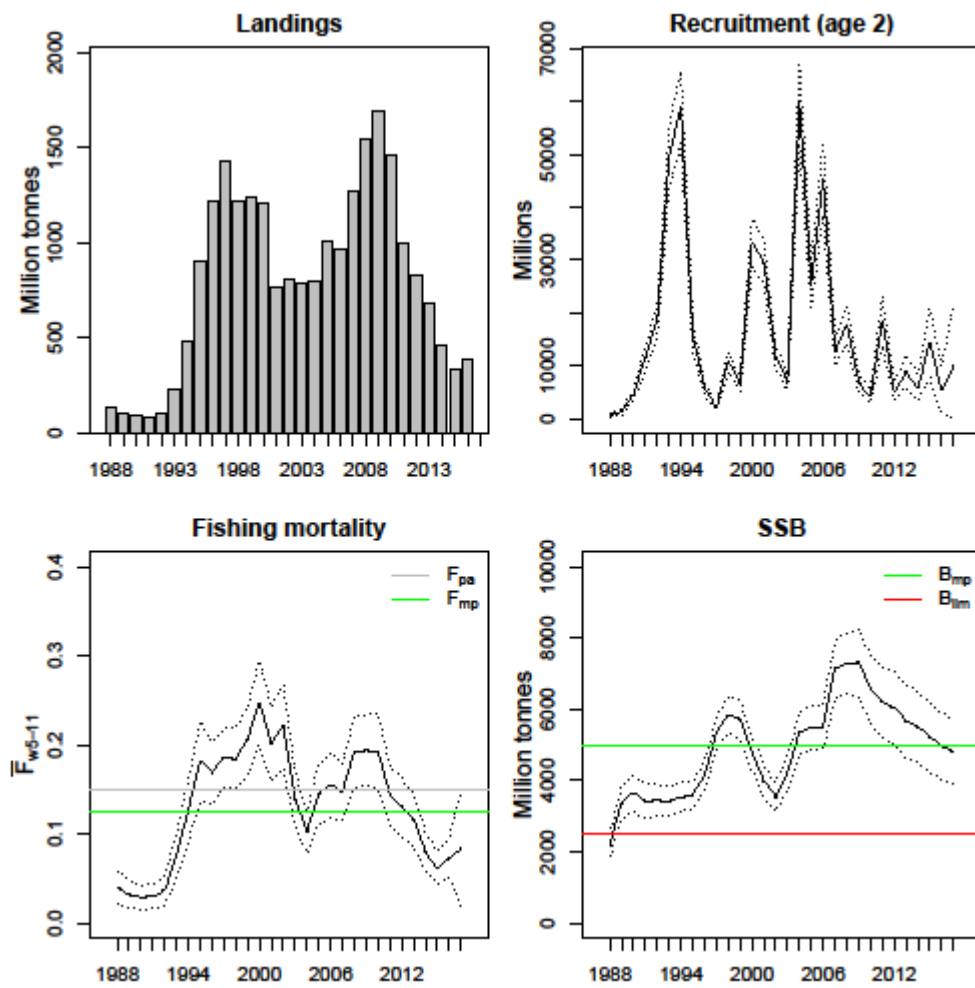 Landings
Million tonnes
2000
1500
1000
500
0
1988 1993 1998 2003 2008 2013
Recruitment (age 2)
Millions
70000
50000
30000
10000
0
1988 1994 2000 2006 2012
Fishing mortality
F̅w5–11
0.4
0.3
0.2
0.1
0.0
Fpa
Fmp
1988 1994 2000 2006 2012
SSB
Million tonnes
10000
8000
6000
4000
2000
0
Bmp
Blim
1988 1994 2000 2006 2012